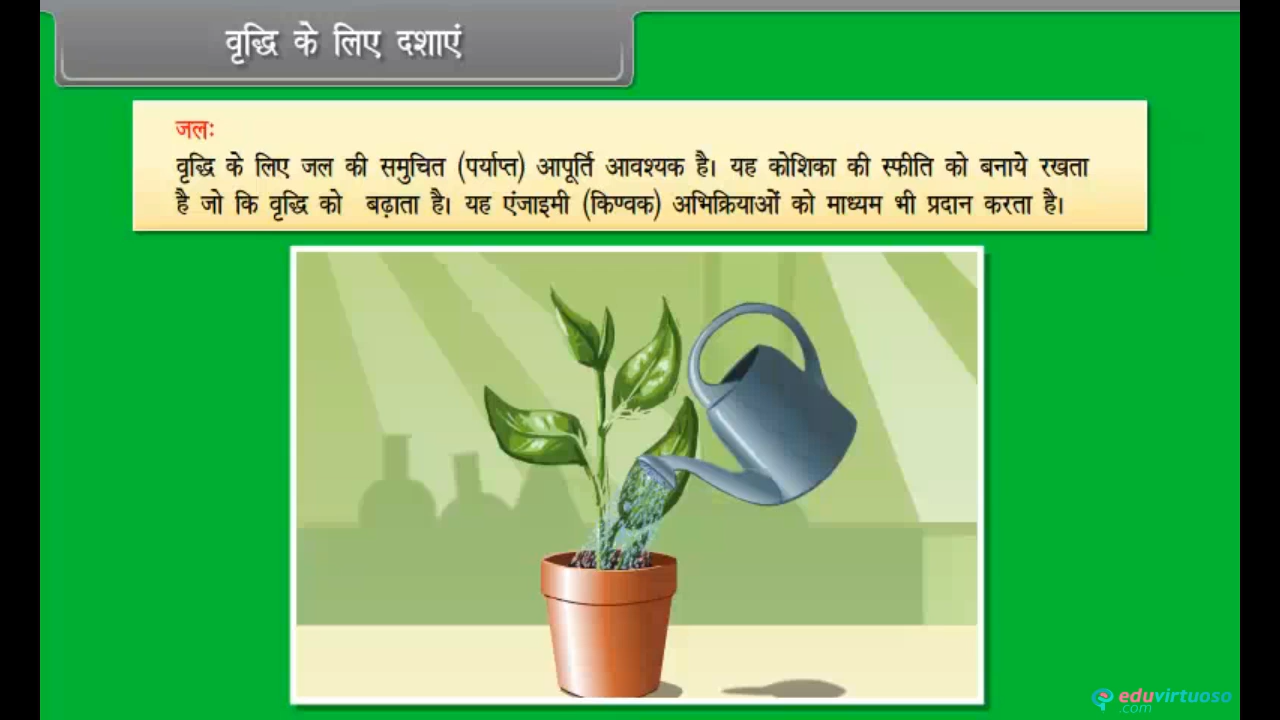 वृद्धि के लिए दशाएं
जलः
वृद्धि के लिए जल की समुचित (पर्याप्त) आपूर्ति आवश्यक है। यह कोशिका की स्फीति को बनाये रखता
है जो कि वृद्धि को बढ़ाता है। यह एंजाइमी (किण्वक) अभिक्रियाओं को माध्यम भी प्रदान करता है।
eduvirtuoso
.com